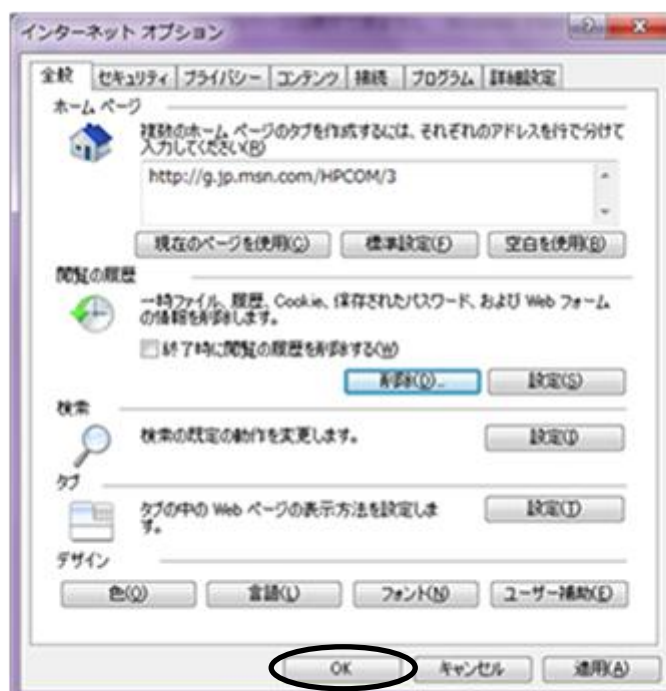 インターネット オプション
全般 セキュリティ プライバシー コンテンツ 接続 プログラム 詳細設定
ホーム ページ
複数のホーム ページのタブを作成するには、それぞれのアドレスを行で分けて
入力してください(R)
http://g.jp.msn.com/HPCOM/3
現在のページを使用(C) 標準設定(F) 空白を使用(B)
閲覧の履歴
一時ファイル、履歴、Cookie、保存されたパスワード、および Web フォーム
の情報を削除します。
終了時に閲覧の履歴を削除する(W)
削除(D)... 設定(S)
検索
検索の既定の動作を変更します。 設定(I)
タブ
タブの中の Web ページの表示方法を設定しま
す。 設定(T)
デザイン
色(O) 言語(L) フォント(N) ユーザー補助(E)
OK キャンセル 適用(A)